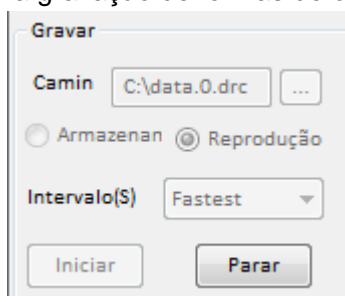 Gravar
Camin C:\data.0.drc ...
Armazenan Reprodução
Intervalo(S) Fastest
Iniciar Parar